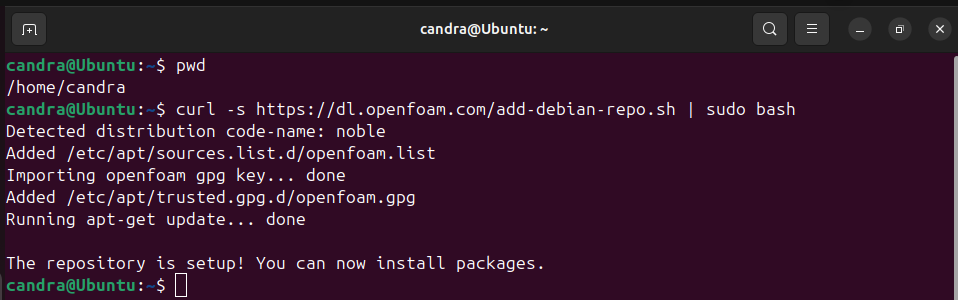 candra@Ubuntu: ~
candra@Ubuntu:~$ pwd
/home/candra
candra@Ubuntu:~$ curl -s https://dl.openfoam.com/add-debian-repo.sh | sudo bash
Detected distribution code-name: noble
Added /etc/apt/sources.list.d/openfoam.list
Importing openfoam gpg key... done
Added /etc/apt/trusted.gpg.d/openfoam.gpg
Running apt-get update... done
The repository is setup! You can now install packages.
candra@Ubuntu:~$